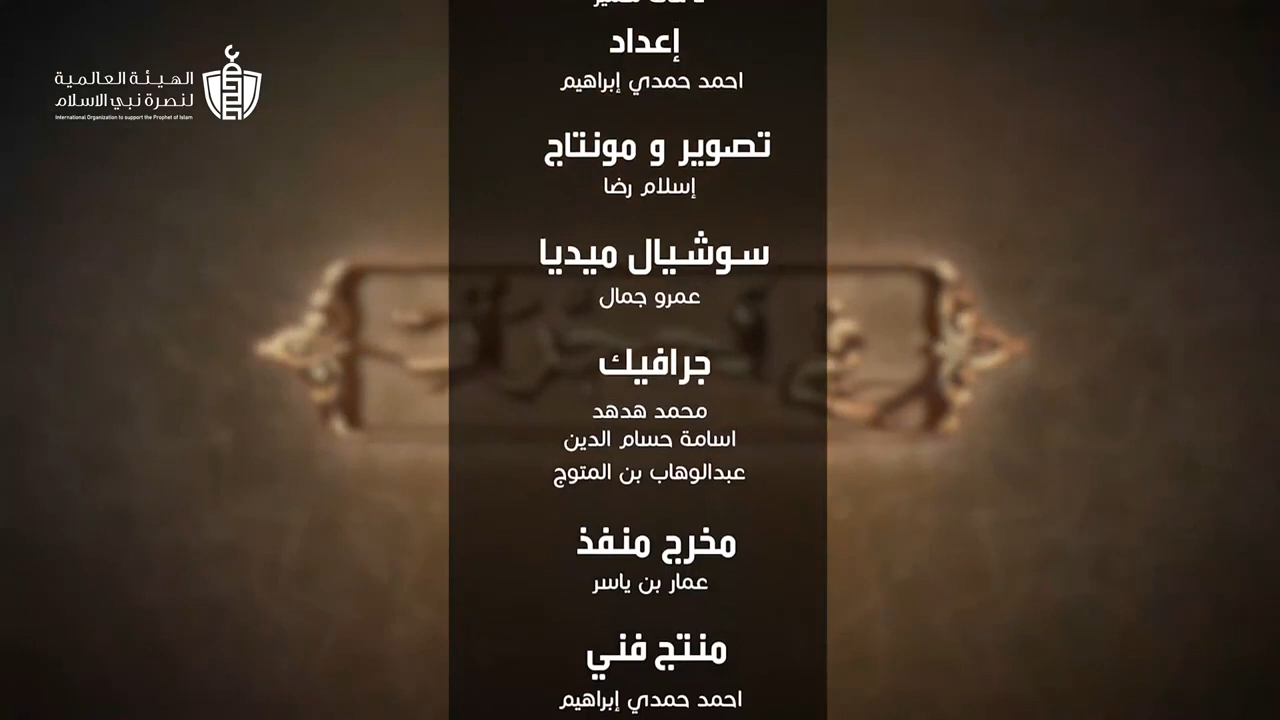 الهيئة العالمية
لنصرة نبي الاسلام
International Organization to support the Prophet of Islam
إعداد
احمد حمدي إبراهيم
تصوير و مونتاج
إسلام رضا
سوشيال ميديا
عمرو جمال
جرافيك
محمد هدهد
اسامة حسام الدين
عبدالوهاب بن المتوج
مخرج منفذ
عمار بن ياسر
منتج فني
احمد حمدي إبراهيم